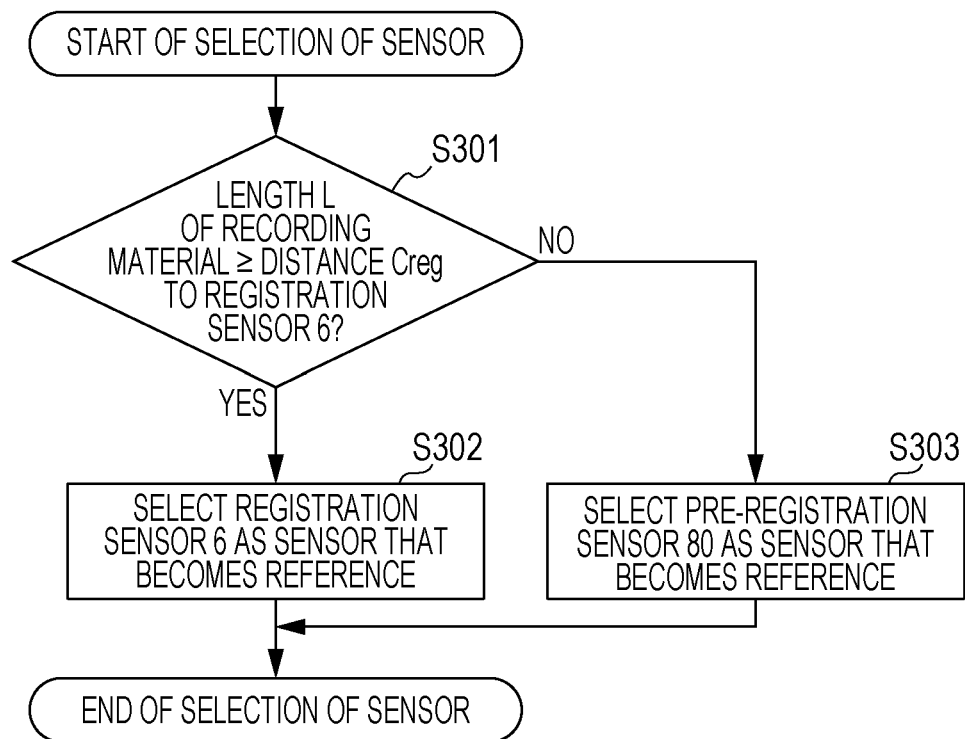 START OF SELECTION OF SENSOR
S301
LENGTH L
OF RECORDING
MATERIAL ≥ DISTANCE Creg
TO REGISTRATION
SENSOR 6?
NO
YES
S302
SELECT REGISTRATION
SENSOR 6 AS SENSOR THAT
BECOMES REFERENCE
S303
SELECT PRE-REGISTRATION
SENSOR 80 AS SENSOR THAT
BECOMES REFERENCE
END OF SELECTION OF SENSOR